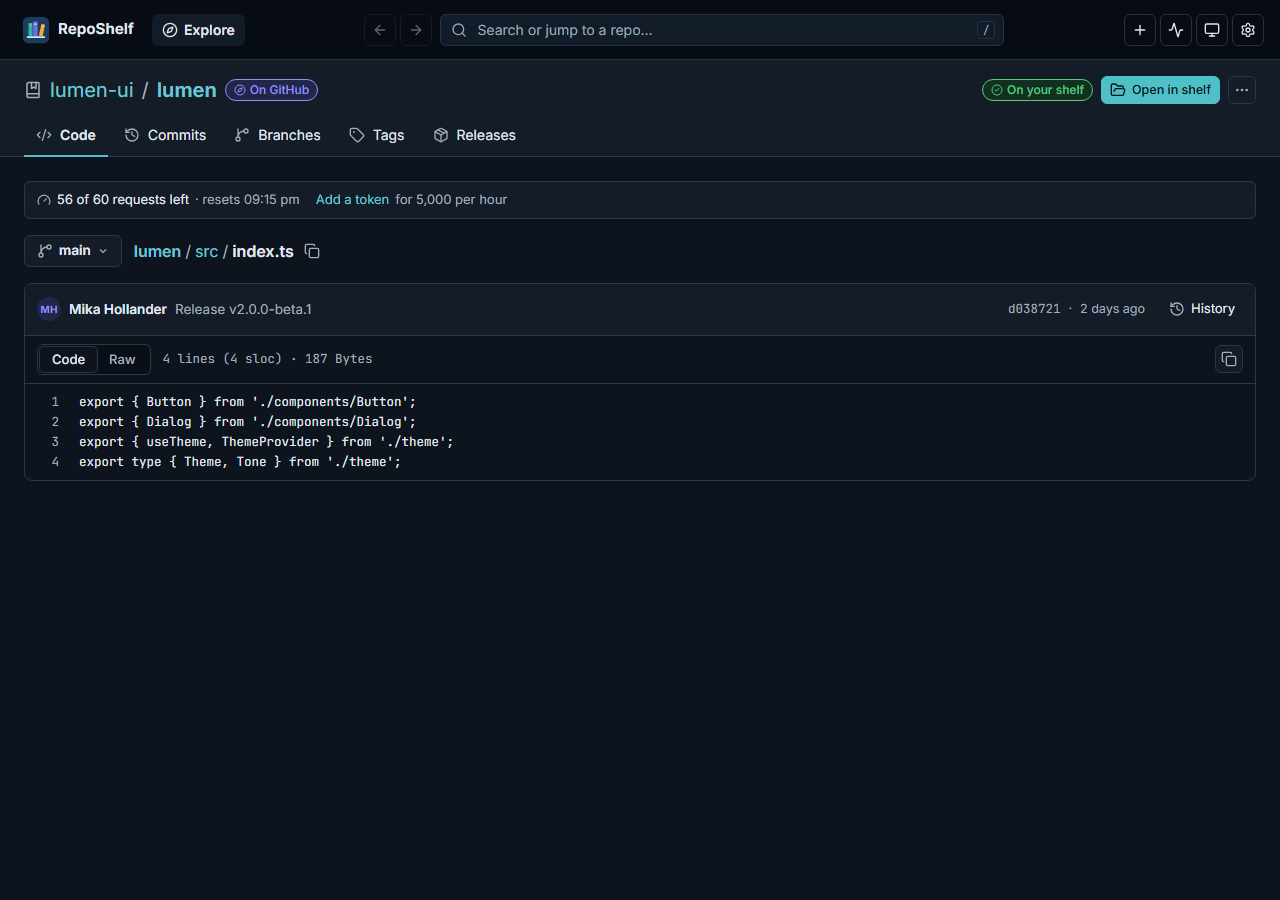 RepoShelf
Explore
Search or jump to a repo...
/
lumen-ui / lumen
On GitHub
On your shelf
Open in shelf
Code
Commits
Branches
Tags
Releases
56 of 60 requests left · resets 09:15 pm Add a token for 5,000 per hour
main
lumen / src / index.ts
MH Mika Hollander Release v2.0.0-beta.1
d038721 · 2 days ago
History
Code
Raw
4 lines (4 sloc) · 187 Bytes
1 export { Button } from './components/Button';
2 export { Dialog } from './components/Dialog';
3 export { useTheme, ThemeProvider } from './theme';
4 export type { Theme, Tone } from './theme';